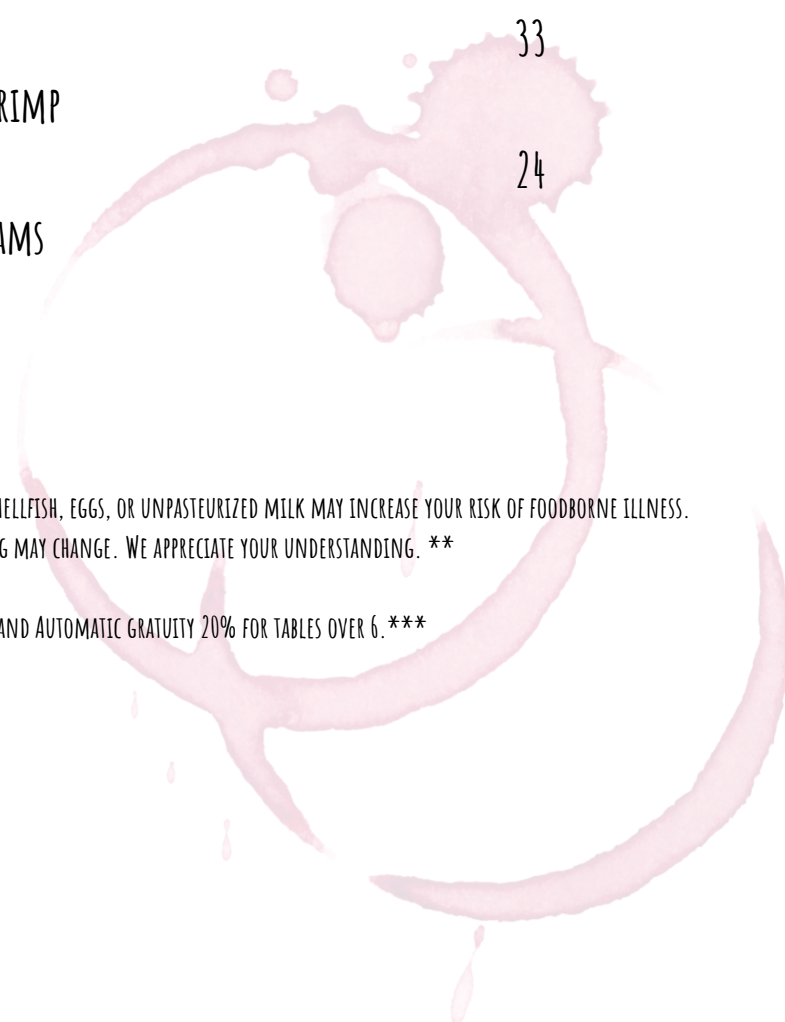 33
RIMP
24
AMS
ELLFISH, EGGS, OR UNPASTEURIZED MILK MAY INCREASE YOUR RISK OF FOODBORNE ILLNESS.
G MAY CHANGE. WE APPRECIATE YOUR UNDERSTANDING. **
AND AUTOMATIC GRATUITY 20% FOR TABLES OVER 6.***